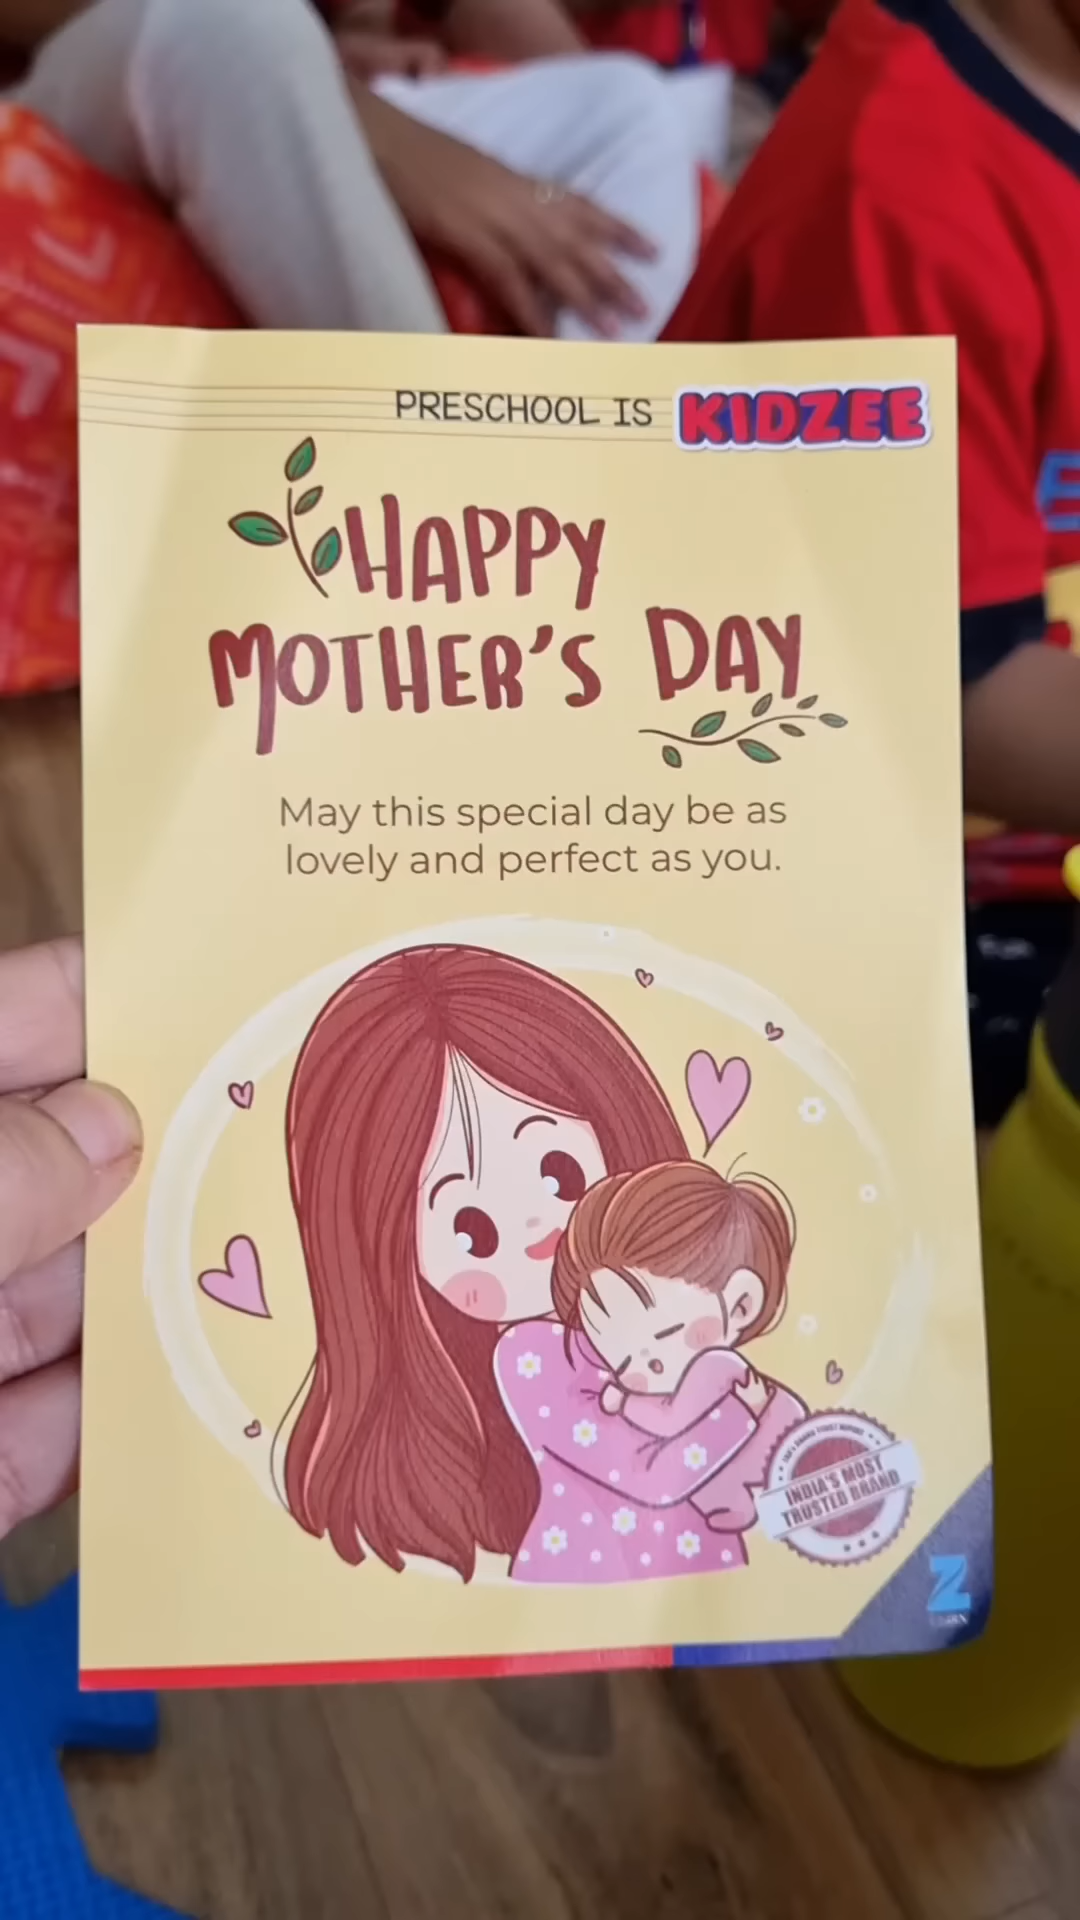 PRESCHOOL IS KIDZEE
HAPPY
MOTHER'S DAY
May this special day be as
lovely and perfect as you.
INDIA'S MOST
TRUSTED BRAND
Z